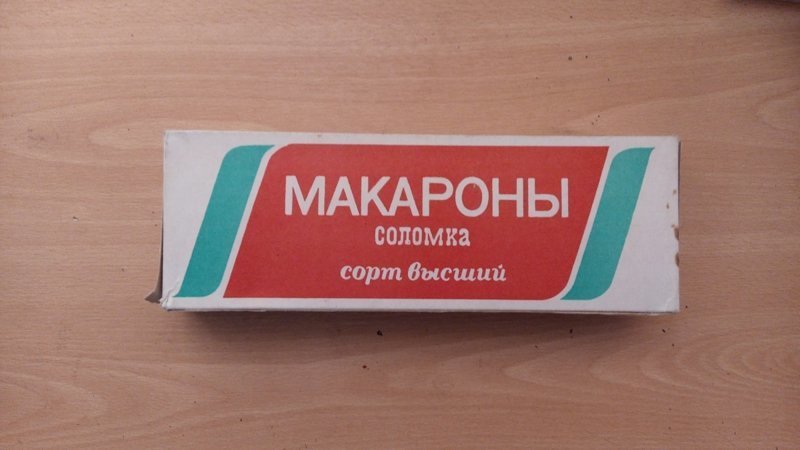 МАКАРОНЫ
соломка
сорт высший